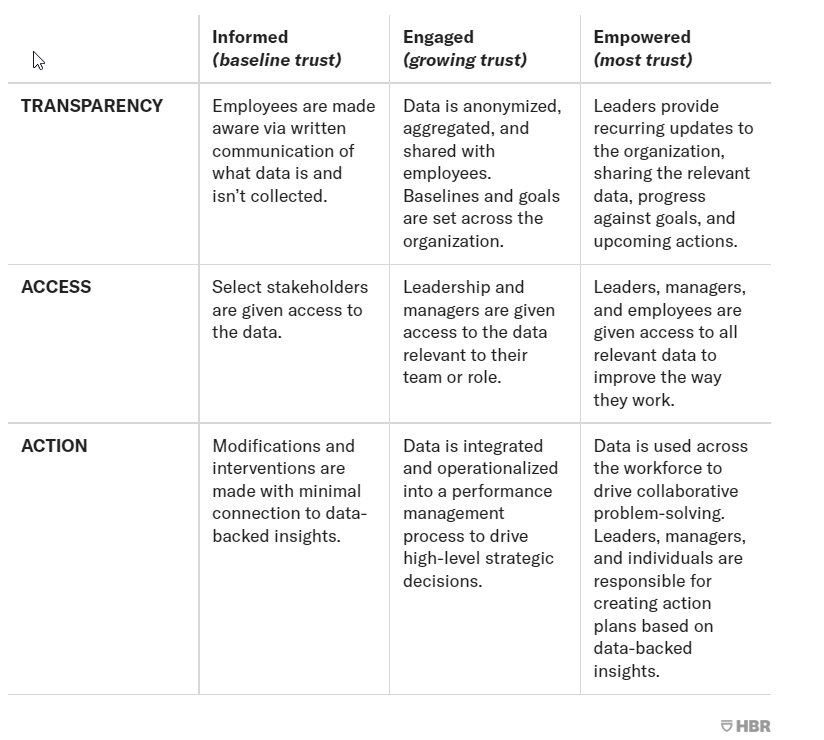 Informed
(baseline trust)
Engaged
(growing trust)
Empowered
(most trust)
TRANSPARENCY
Employees are made
aware via written
communication of
what data is and
isn’t collected.
Data is anonymized,
aggregated, and
shared with
employees.
Baselines and goals
are set across the
organization.
Leaders provide
recurring updates to
the organization,
sharing the relevant
data, progress
against goals, and
upcoming actions.
ACCESS
Select stakeholders
are given access to
the data.
Leadership and
managers are given
access to the data
relevant to their
team or role.
Leaders, managers,
and employees are
given access to all
relevant data to
improve the way
they work.
ACTION
Modifications and
interventions are
made with minimal
connection to data-
backed insights.
Data is integrated
and operationalized
into a performance
management
process to drive
high-level strategic
decisions.
Data is used across
the workforce to
drive collaborative
problem-solving.
Leaders, managers,
and individuals are
responsible for
creating action
plans based on
data-backed
insights.
HBR